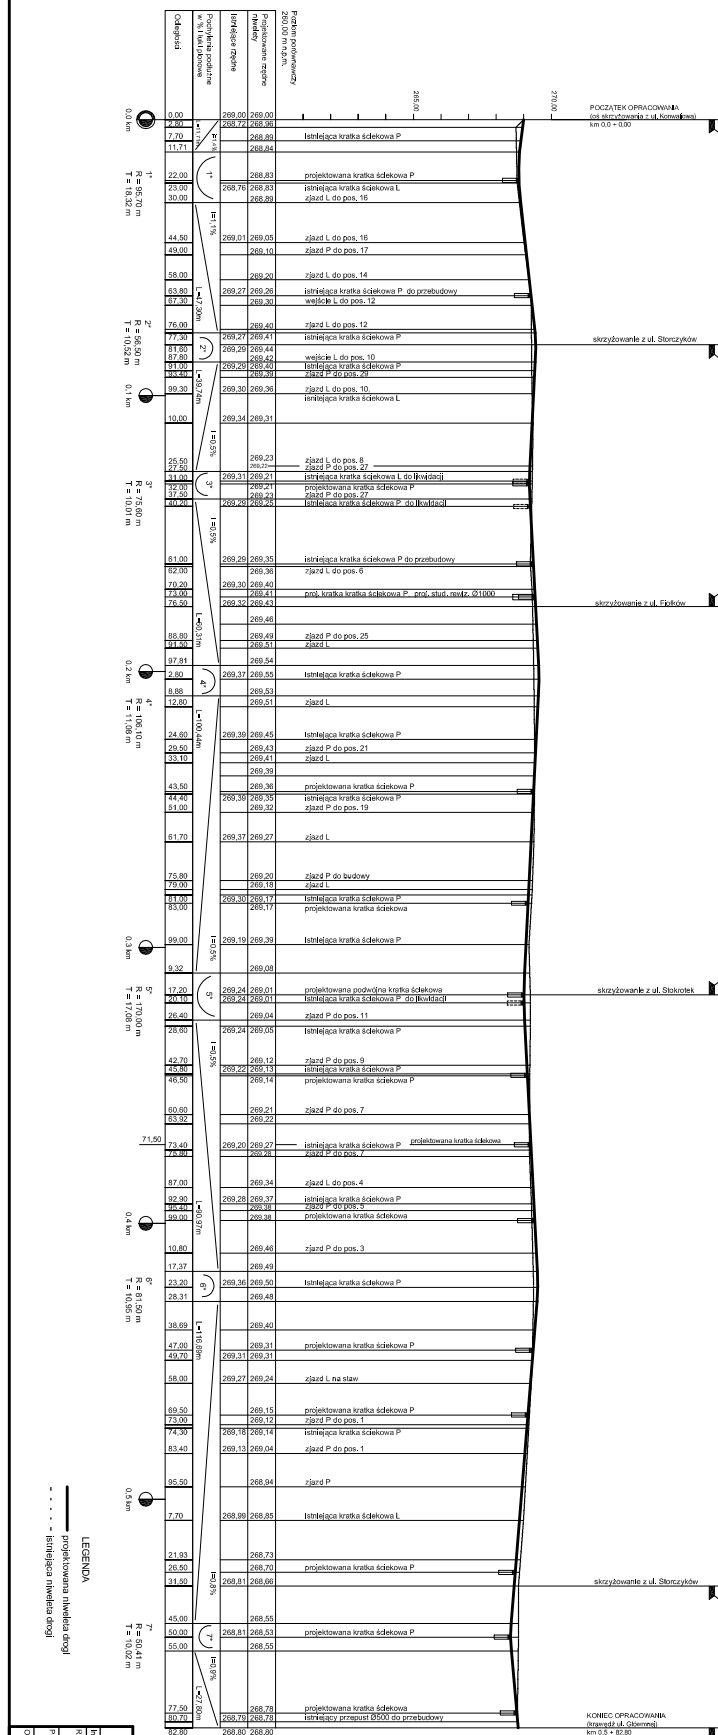 Poziom porównawczy
260,00 m n.p.m.
Projektowane rzędne
niwelety
Istniejące rzędne
Pochylenia podłużne
w % i łuki pionowe
Odległości
265,00
270,00
POCZĄTEK OPRACOWANIA
(oś skrzyżowania z ul. Konwaliową)
km 0,0 + 0,00
0,00 269,00 269,00
2,80 268,72 268,96
7,70 268,89 Istniejąca kratka ściekowa P
11,71 268,84
22,00 268,83 projektowana kratka ściekowa P
23,00 268,76 268,83 istniejąca kratka ściekowa L
30,00 268,89 zjazd L do pos. 16
44,50 269,01 269,05 zjazd L do pos. 16
49,00 269,10 zjazd P do pos. 17
58,00 269,20 zjazd L do pos. 14
63,80 269,27 269,26 istniejąca kratka ściekowa P do przebudowy
67,30 269,30 wejście L do pos. 12
76,00 269,40 zjazd L do pos. 12
77,30 269,27 269,41 istniejąca kratka ściekowa P
skrzyżowanie z ul. Storczyków
81,60 269,29 269,44
87,80 269,42 wejście L do pos. 10
91,00 269,29 269,40 Istniejąca kratka ściekowa P
93,40 269,39 zjazd P do pos. 29
99,30 269,30 269,36 zjazd L do pos. 10.
isnitejąca kratka ściekowa L
10,00 269,34 269,31
25,50 269,23 zjazd L do pos. 8
27,50 269,22 zjazd P do pos. 27
31,00 269,31 269,21 istniejąca kratka ściekowa L do likwidacji
32,00 269,21 projektowana kratka ściekowa P
37,50 269,23 zjazd P do pos. 27
40,20 269,29 269,25 Istniejąca kratka ściekowa P do likwidacji
61,00 269,29 269,35 istniejąca kratka ściekowa P do przebudowy
62,00 269,36 zjazd L do pos. 6
70,20 269,30 269,40
73,00 269,41 proj. kratka kratka ściekowa P, proj. stud. rewiz. Ø1000
76,50 269,32 269,43
skrzyżowanie z ul. Fiołków
269,46
88,80 269,49 zjazd P do pos. 25
91,50 269,51 zjazd L
97,81 269,54
2,80 269,37 269,55 Istniejąca kratka ściekowa P
8,88 269,53
12,80 269,51 zjazd L
24,60 269,39 269,45 Istniejąca kratka ściekowa P
29,50 269,43 zjazd P do pos. 21
33,10 269,41 zjazd L
269,39
43,50 269,36 projektowana kratka ściekowa P
44,40 269,39 269,35 istniejąca kratka ściekowa P
51,00 269,32 zjazd P do pos. 19
61,70 269,37 269,27 zjazd L
75,80 269,20 zjazd P do budowy
79,00 269,18 zjazd L
81,00 269,30 269,17 Istniejąca kratka ściekowa P
83,00 269,17 projektowana kratka ściekowa
99,00 269,19 269,39 Istniejąca kratka ściekowa P
9,32 269,08
17,20 269,24 269,01 projektowana podwójna kratka ściekowa
skrzyżowanie z ul. Stokrotek
20,10 269,24 269,01 Istniejąca kratka ściekowa P do likwidacji
26,40 269,04 zjazd P do pos. 11
28,60 269,24 269,05 Istniejąca kratka ściekowa P
42,70 269,12 zjazd P do pos. 9
45,80 269,22 269,13 istniejąca kratka ściekowa P
46,50 269,14 projektowana kratka ściekowa P
60,60 269,21 zjazd P do pos. 7
63,92 269,22
71,50 projektowana kratka ściekowa
73,40 269,20 269,27 istniejąca kratka ściekowa P
75,80 269,28 zjazd P do pos. 7
87,00 269,34 zjazd L do pos. 4
92,90 269,28 269,37 istniejąca kratka ściekowa P
95,40 269,38 zjazd P do pos. 5
99,00 269,38 projektowana kratka ściekowa
10,80 269,46 zjazd P do pos. 3
17,37 269,49
23,20 269,36 269,50 Istniejąca kratka ściekowa P
28,31 269,48
38,69 269,40
47,00 269,31 projektowana kratka ściekowa P
49,70 269,31 269,31
58,00 269,27 269,24 zjazd L na staw
69,50 269,15 projektowana kratka ściekowa P
73,00 269,12 zjazd P do pos. 1
74,30 269,18 269,14 istniejąca kratka ściekowa P
83,40 269,13 269,04 zjazd P do pos. 1
95,50 268,94 zjazd P
7,70 268,99 268,85 Istniejąca kratka ściekowa L
21,93 268,73
26,50 268,70 projektowana kratka ściekowa P
31,50 268,81 268,66
skrzyżowanie z ul. Storczyków
45,00 268,55
50,00 268,81 268,53 projektowana kratka ściekowa P
55,00 268,55
77,50 268,78 projektowana kratka ściekowa
80,70 268,79 268,78 istniejący przepust Ø500 do przebudowy
82,80 268,80 268,80
KONIEC OPRACOWANIA
(krawędź ul. Głównej)
km 0,5 + 82,80
L=11,71m
1°
i=1,1%
L=47,30m
2°
L=39,74m
i=0,5%
3°
i=0,5%
L=60,31m
4°
L=100,44m
i=0,5%
5°
i=0,5%
L=90,97m
6°
L=116,69m
i=0,8%
7°
i=0,9%
L=27,80m
0,0 km
1°
R = 95,70 m
T = 18,32 m
2°
R = 56,50 m
T = 10,52 m
0,1 km
3°
R = 75,60 m
T = 10,01 m
0,2 km
4°
R = 106,10 m
T = 11,08 m
0,3 km
5°
R = 170,00 m
T = 17,08 m
0,4 km
6°
R = 81,50 m
T = 10,95 m
0,5 km
7°
R = 50,41 m
T = 10,02 m
LEGENDA
projektowana niweleta drogi
istniejąca niweleta drogi